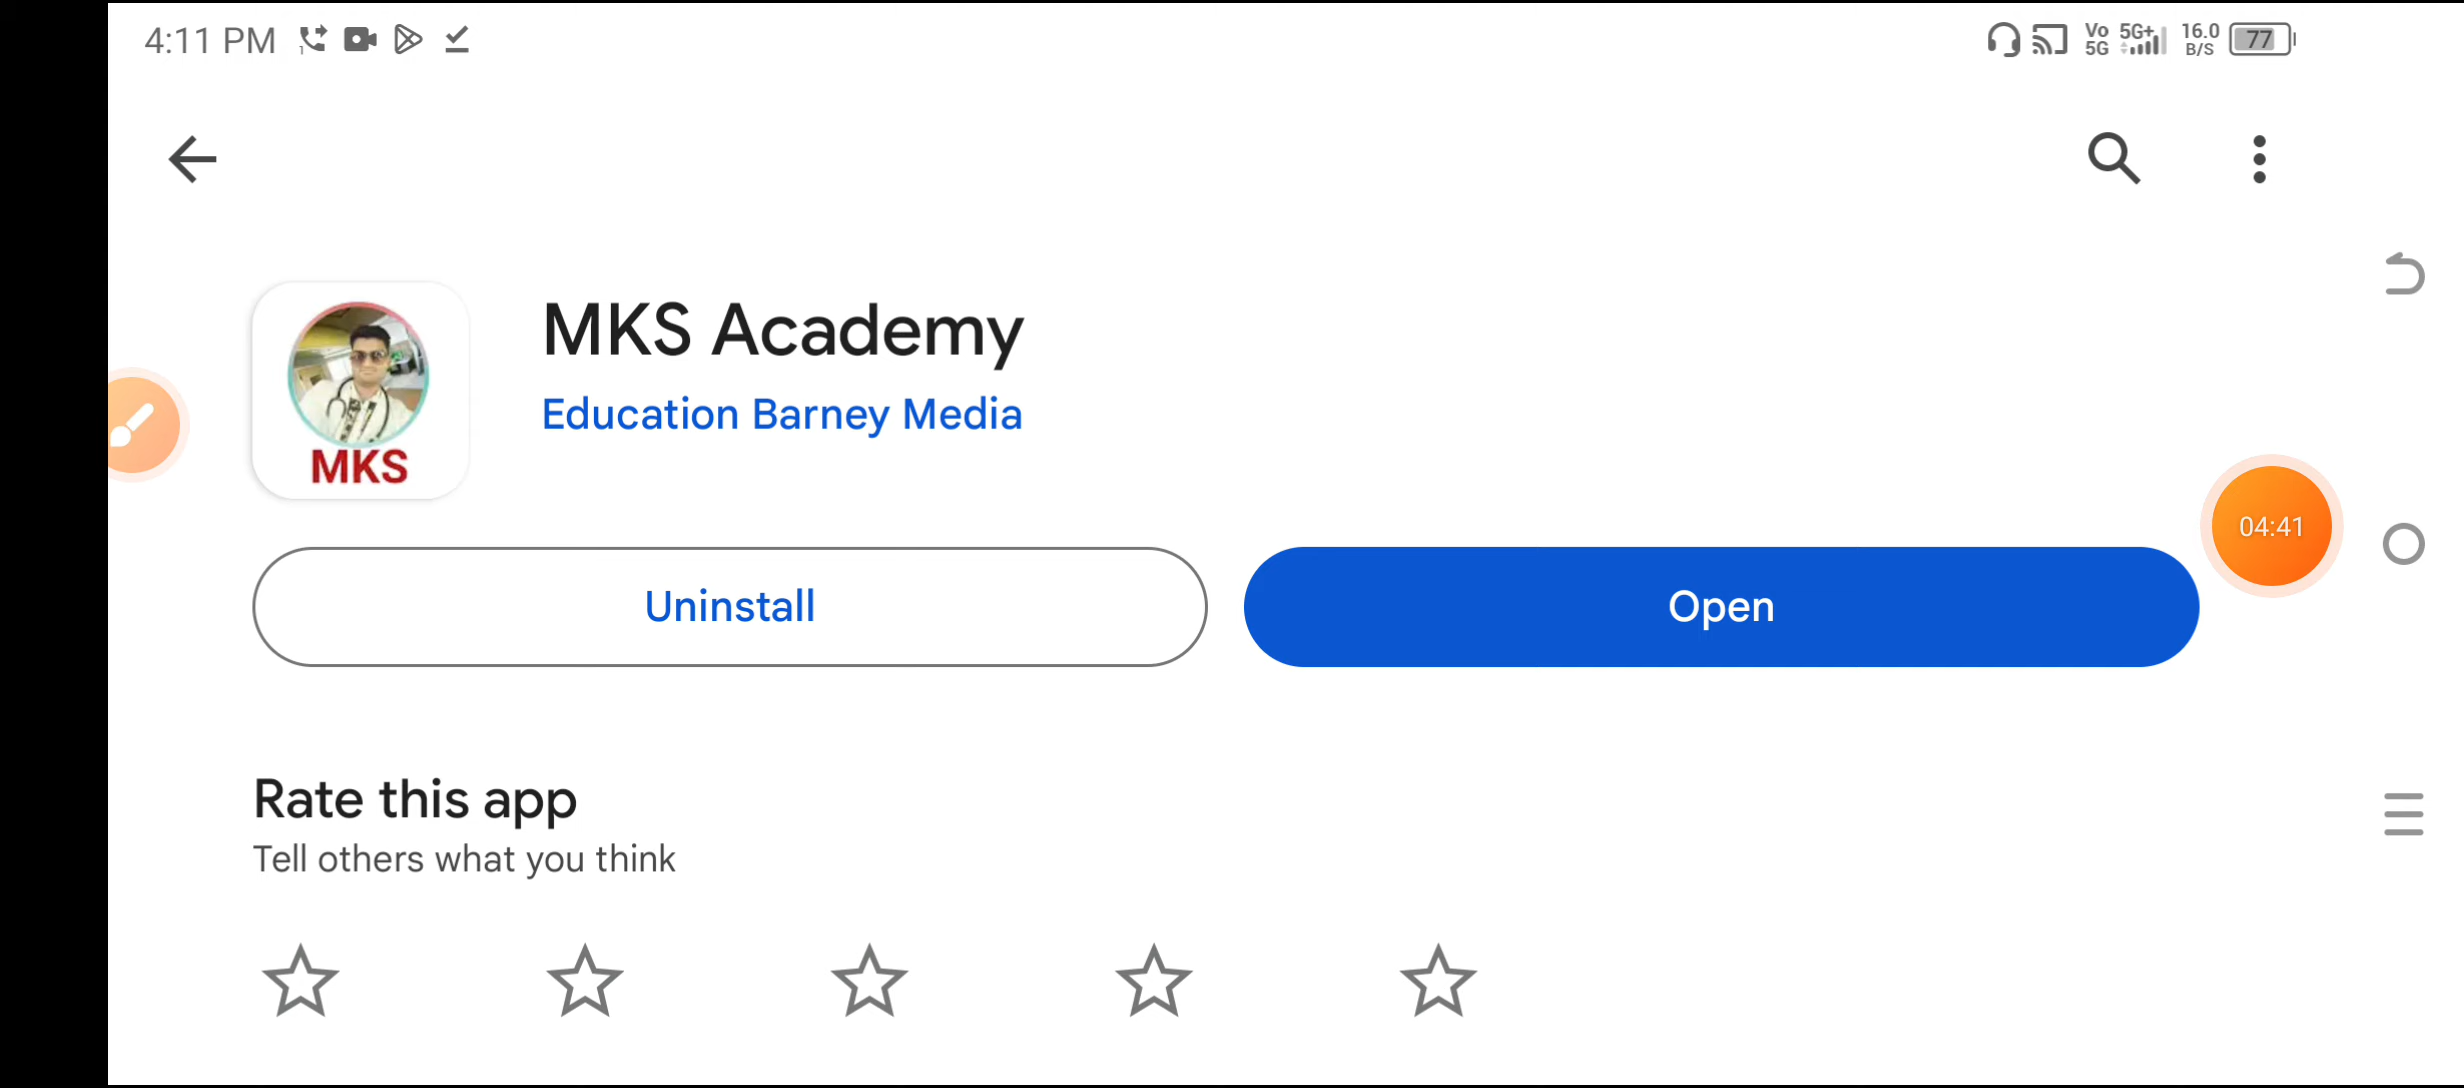 4:11 PM
1
Vo 5G
5G+
16.0 B/S
77
MKS Academy
Education Barney Media
MKS
04:41
Uninstall
Open
Rate this app
Tell others what you think